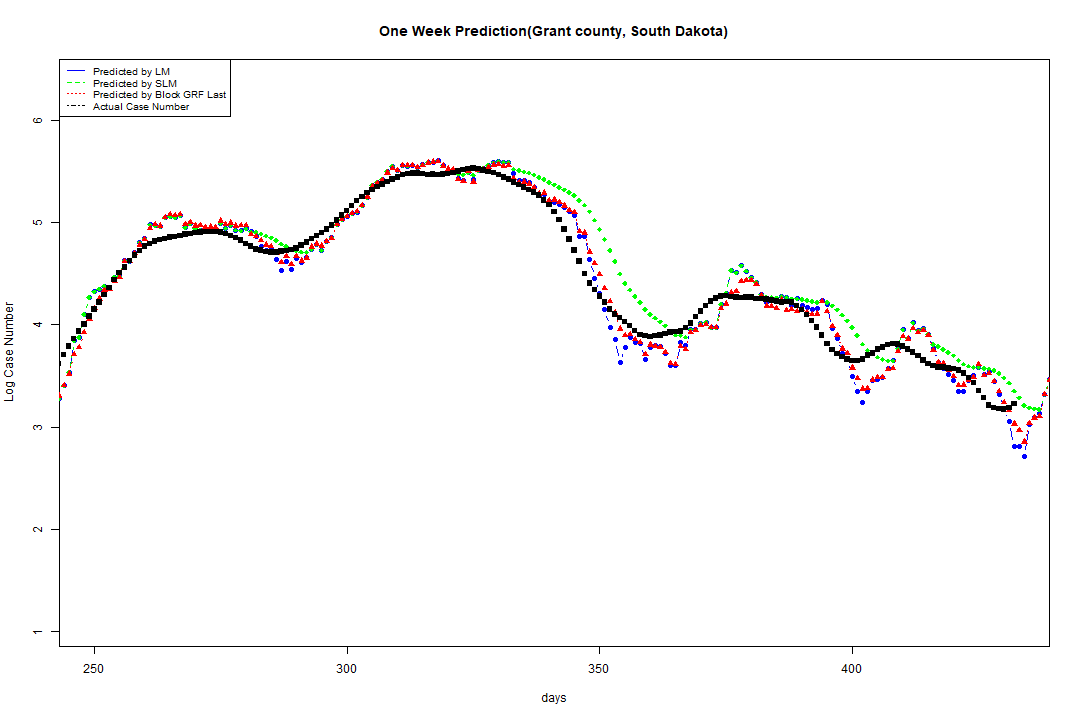 One Week Prediction(Grant county, South Dakota)
Predicted by LM
Predicted by SLM
Predicted by Block GRF Last
Actual Case Number
6
5
4
3
2
1
Log Case Number
250 300 350 400
days